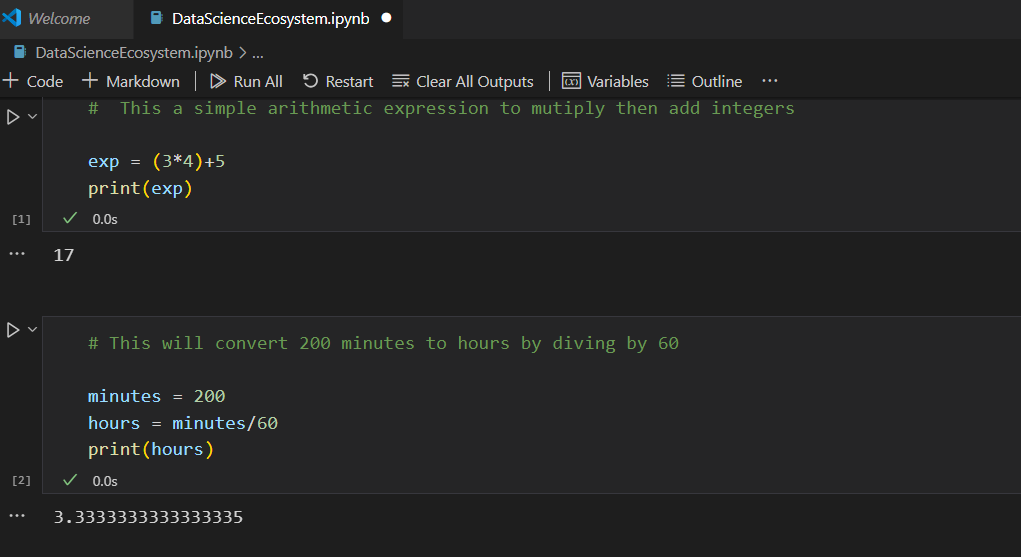 Welcome DataScienceEcosystem.ipynb
DataScienceEcosystem.ipynb > ...
+ Code + Markdown | Run All Restart Clear All Outputs | Variables Outline ...
#  This a simple arithmetic expression to mutiply then add integers
exp = (3*4)+5
print(exp)
[1] 0.0s
... 17
# This will convert 200 minutes to hours by diving by 60
minutes = 200
hours = minutes/60
print(hours)
[2] 0.0s
... 3.3333333333333335